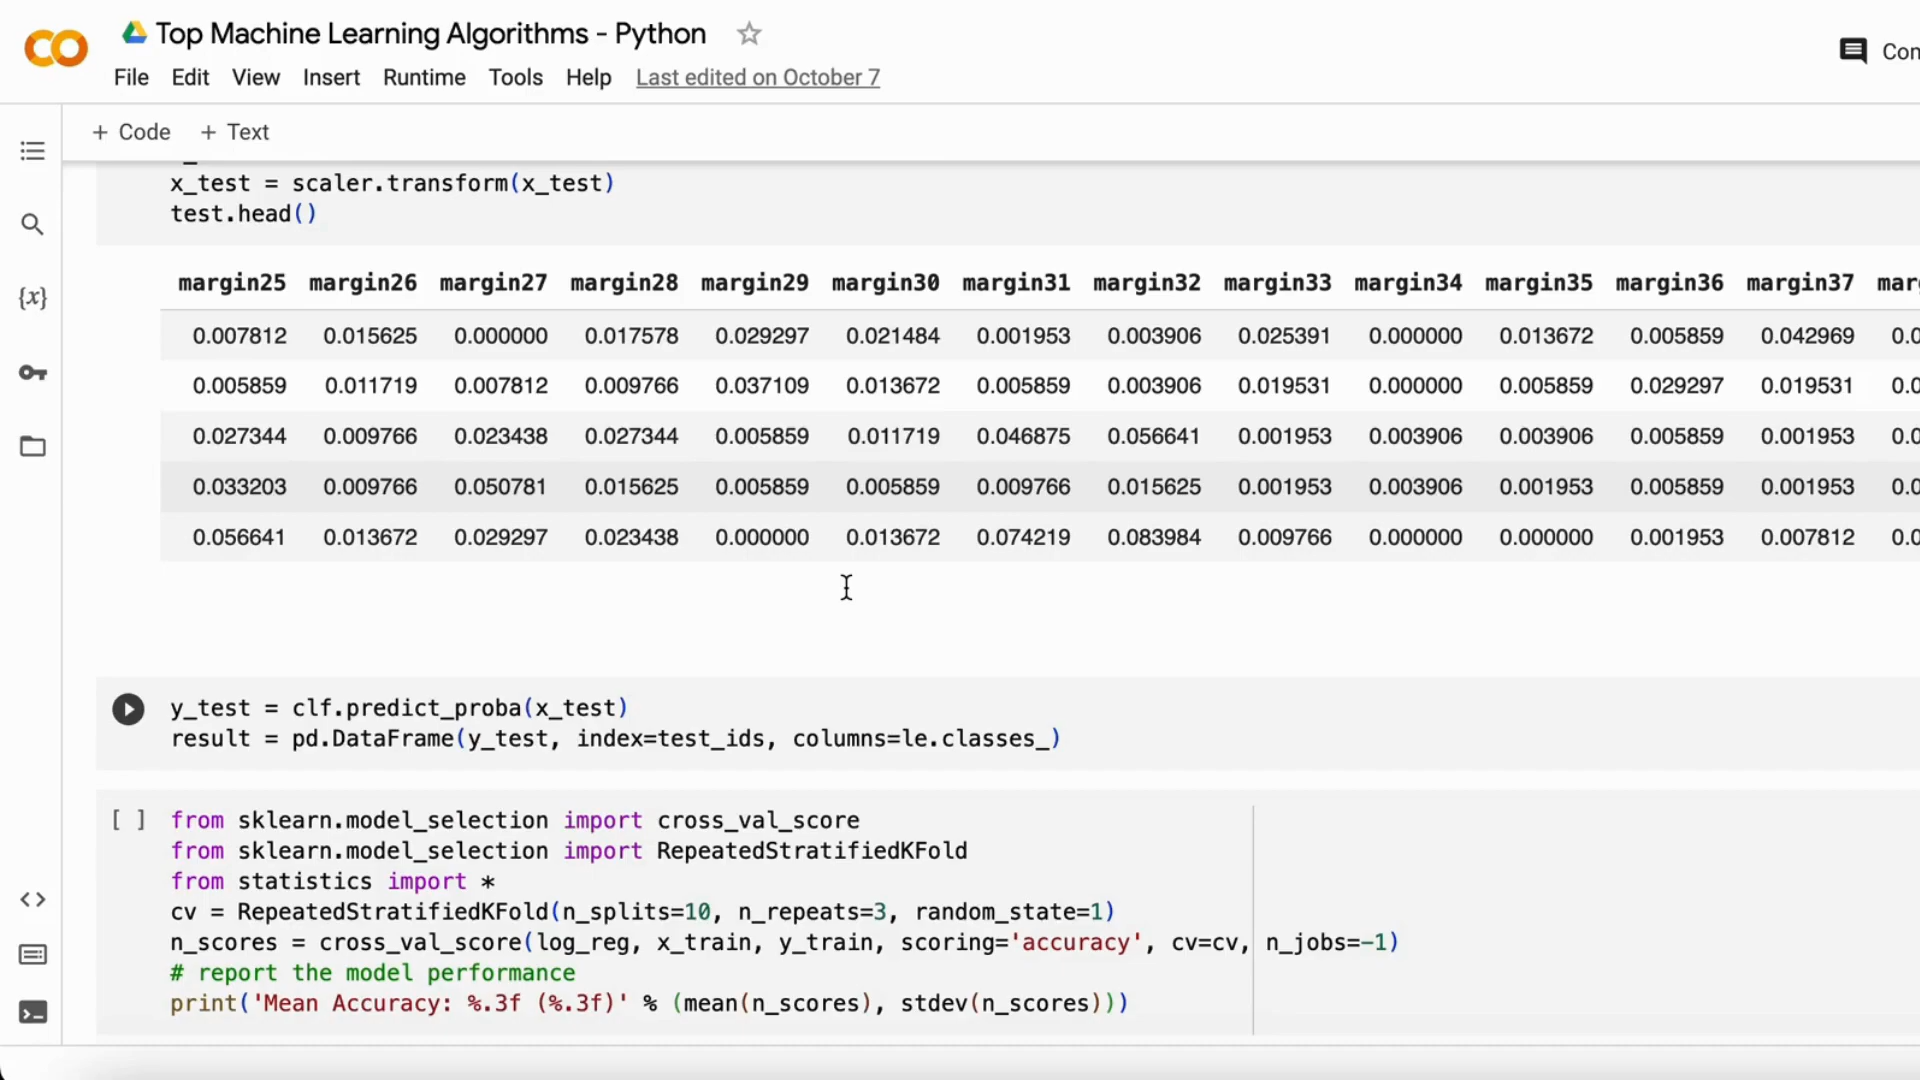 Top Machine Learning Algorithms - Python
File Edit View Insert Runtime Tools Help Last edited on October 7
+ Code + Text
x_test = scaler.transform(x_test)
test.head()
margin25 margin26 margin27 margin28 margin29 margin30 margin31 margin32 margin33 margin34 margin35 margin36 margin37
0.007812 0.015625 0.000000 0.017578 0.029297 0.021484 0.001953 0.003906 0.025391 0.000000 0.013672 0.005859 0.042969
0.005859 0.011719 0.007812 0.009766 0.037109 0.013672 0.005859 0.003906 0.019531 0.000000 0.005859 0.029297 0.019531
0.027344 0.009766 0.023438 0.027344 0.005859 0.011719 0.046875 0.056641 0.001953 0.003906 0.003906 0.005859 0.001953
0.033203 0.009766 0.050781 0.015625 0.005859 0.005859 0.009766 0.015625 0.001953 0.003906 0.001953 0.005859 0.001953
0.056641 0.013672 0.029297 0.023438 0.000000 0.013672 0.074219 0.083984 0.009766 0.000000 0.000000 0.001953 0.007812
y_test = clf.predict_proba(x_test)
result = pd.DataFrame(y_test, index=test_ids, columns=le.classes_)
[ ] from sklearn.model_selection import cross_val_score
from sklearn.model_selection import RepeatedStratifiedKFold
from statistics import *
cv = RepeatedStratifiedKFold(n_splits=10, n_repeats=3, random_state=1)
n_scores = cross_val_score(log_reg, x_train, y_train, scoring='accuracy', cv=cv, n_jobs=-1)
# report the model performance
print('Mean Accuracy: %.3f (%.3f)' % (mean(n_scores), stdev(n_scores)))